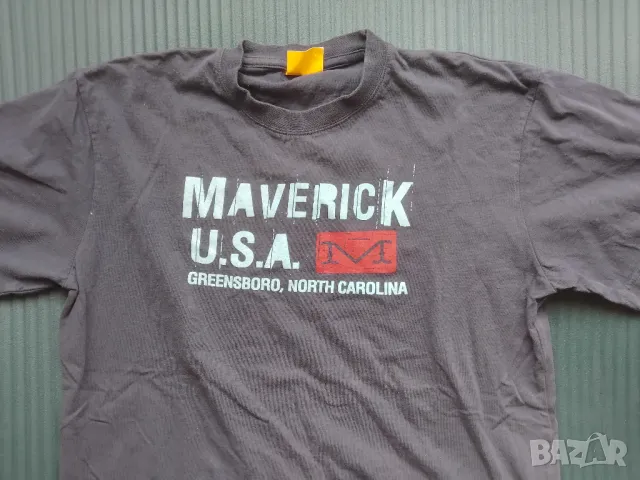 MAVERICK
U.S.A. M
GREENSBORO, NORTH CAROLINA
BAZAR